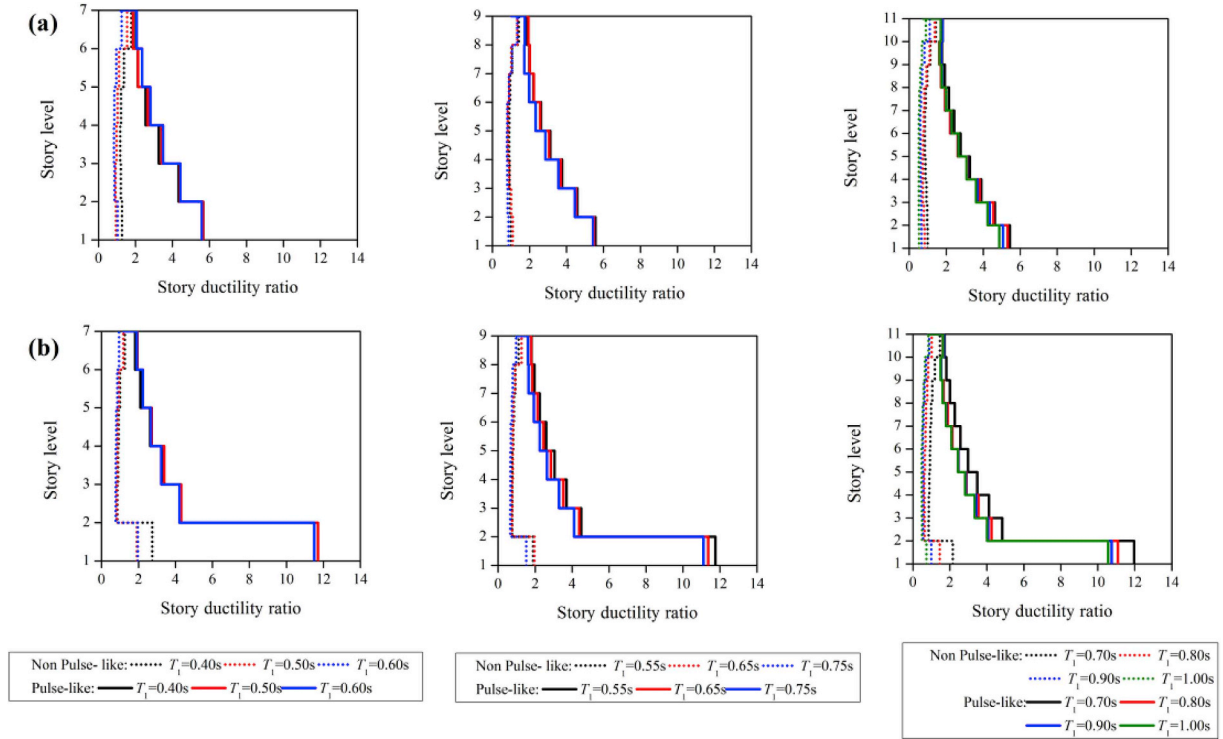 (a)
7
6
5
4
3
2
1
Story level
0 2 4 6 8 10 12 14
Story ductility ratio
9
8
7
6
5
4
3
2
1
Story level
0 2 4 6 8 10 12 14
Story ductility ratio
11
10
9
8
7
6
5
4
3
2
1
Story level
0 2 4 6 8 10 12 14
Story ductility ratio
(b)
7
6
5
4
3
2
1
Story level
0 2 4 6 8 10 12 14
Story ductility ratio
9
8
7
6
5
4
3
2
1
Story level
0 2 4 6 8 10 12 14
Story ductility ratio
11
10
9
8
7
6
5
4
3
2
1
Story level
0 2 4 6 8 10 12 14
Story ductility ratio
Non Pulse- like: T1=0.40s T1=0.50s T1=0.60s
Pulse-like: T1=0.40s T1=0.50s T1=0.60s
Non Pulse- like: T1=0.55s T1=0.65s T1=0.75s
Pulse-like: T1=0.55s T1=0.65s T1=0.75s
Non Pulse-like: T1=0.70s T1=0.80s
T1=0.90s T1=1.00s
Pulse-like: T1=0.70s T1=0.80s
T1=0.90s T1=1.00s